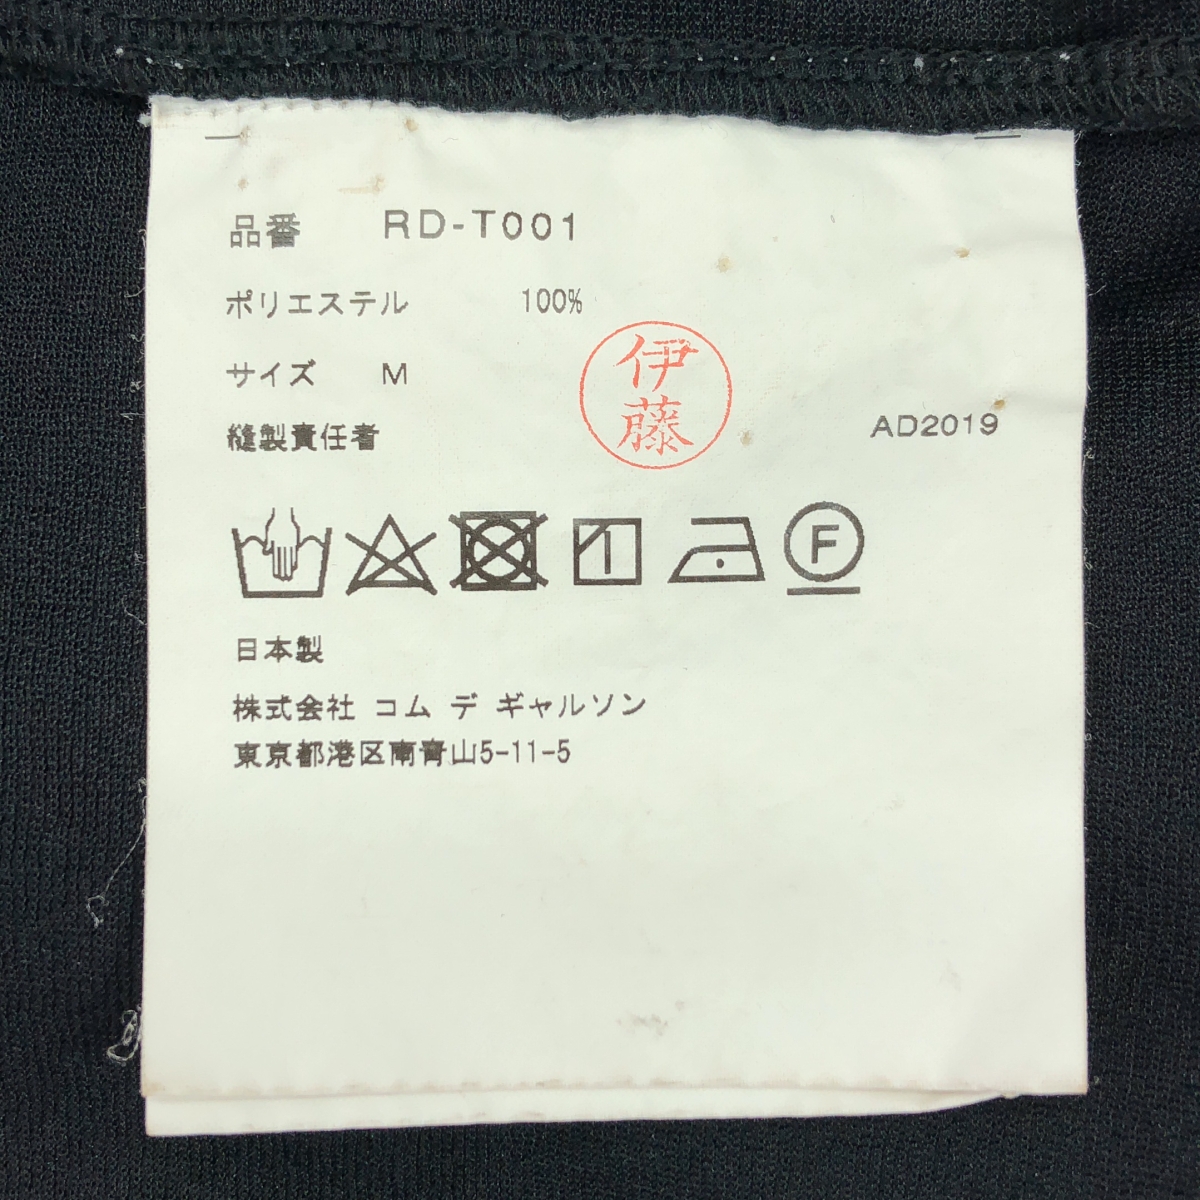 品番 RD-T001
ポリエステル 100%
サイズ M
伊藤
縫製責任者
AD2019
F
日本製
株式会社 コム デ ギャルソン
東京都港区南青山5-11-5